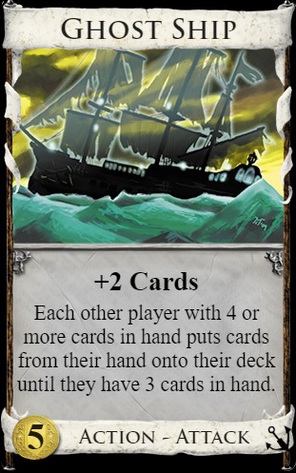 Ghost Ship
+2 Cards
Each other player with 4 or
more cards in hand puts cards
from their hand onto their deck
until they have 3 cards in hand.
5 Action - Attack